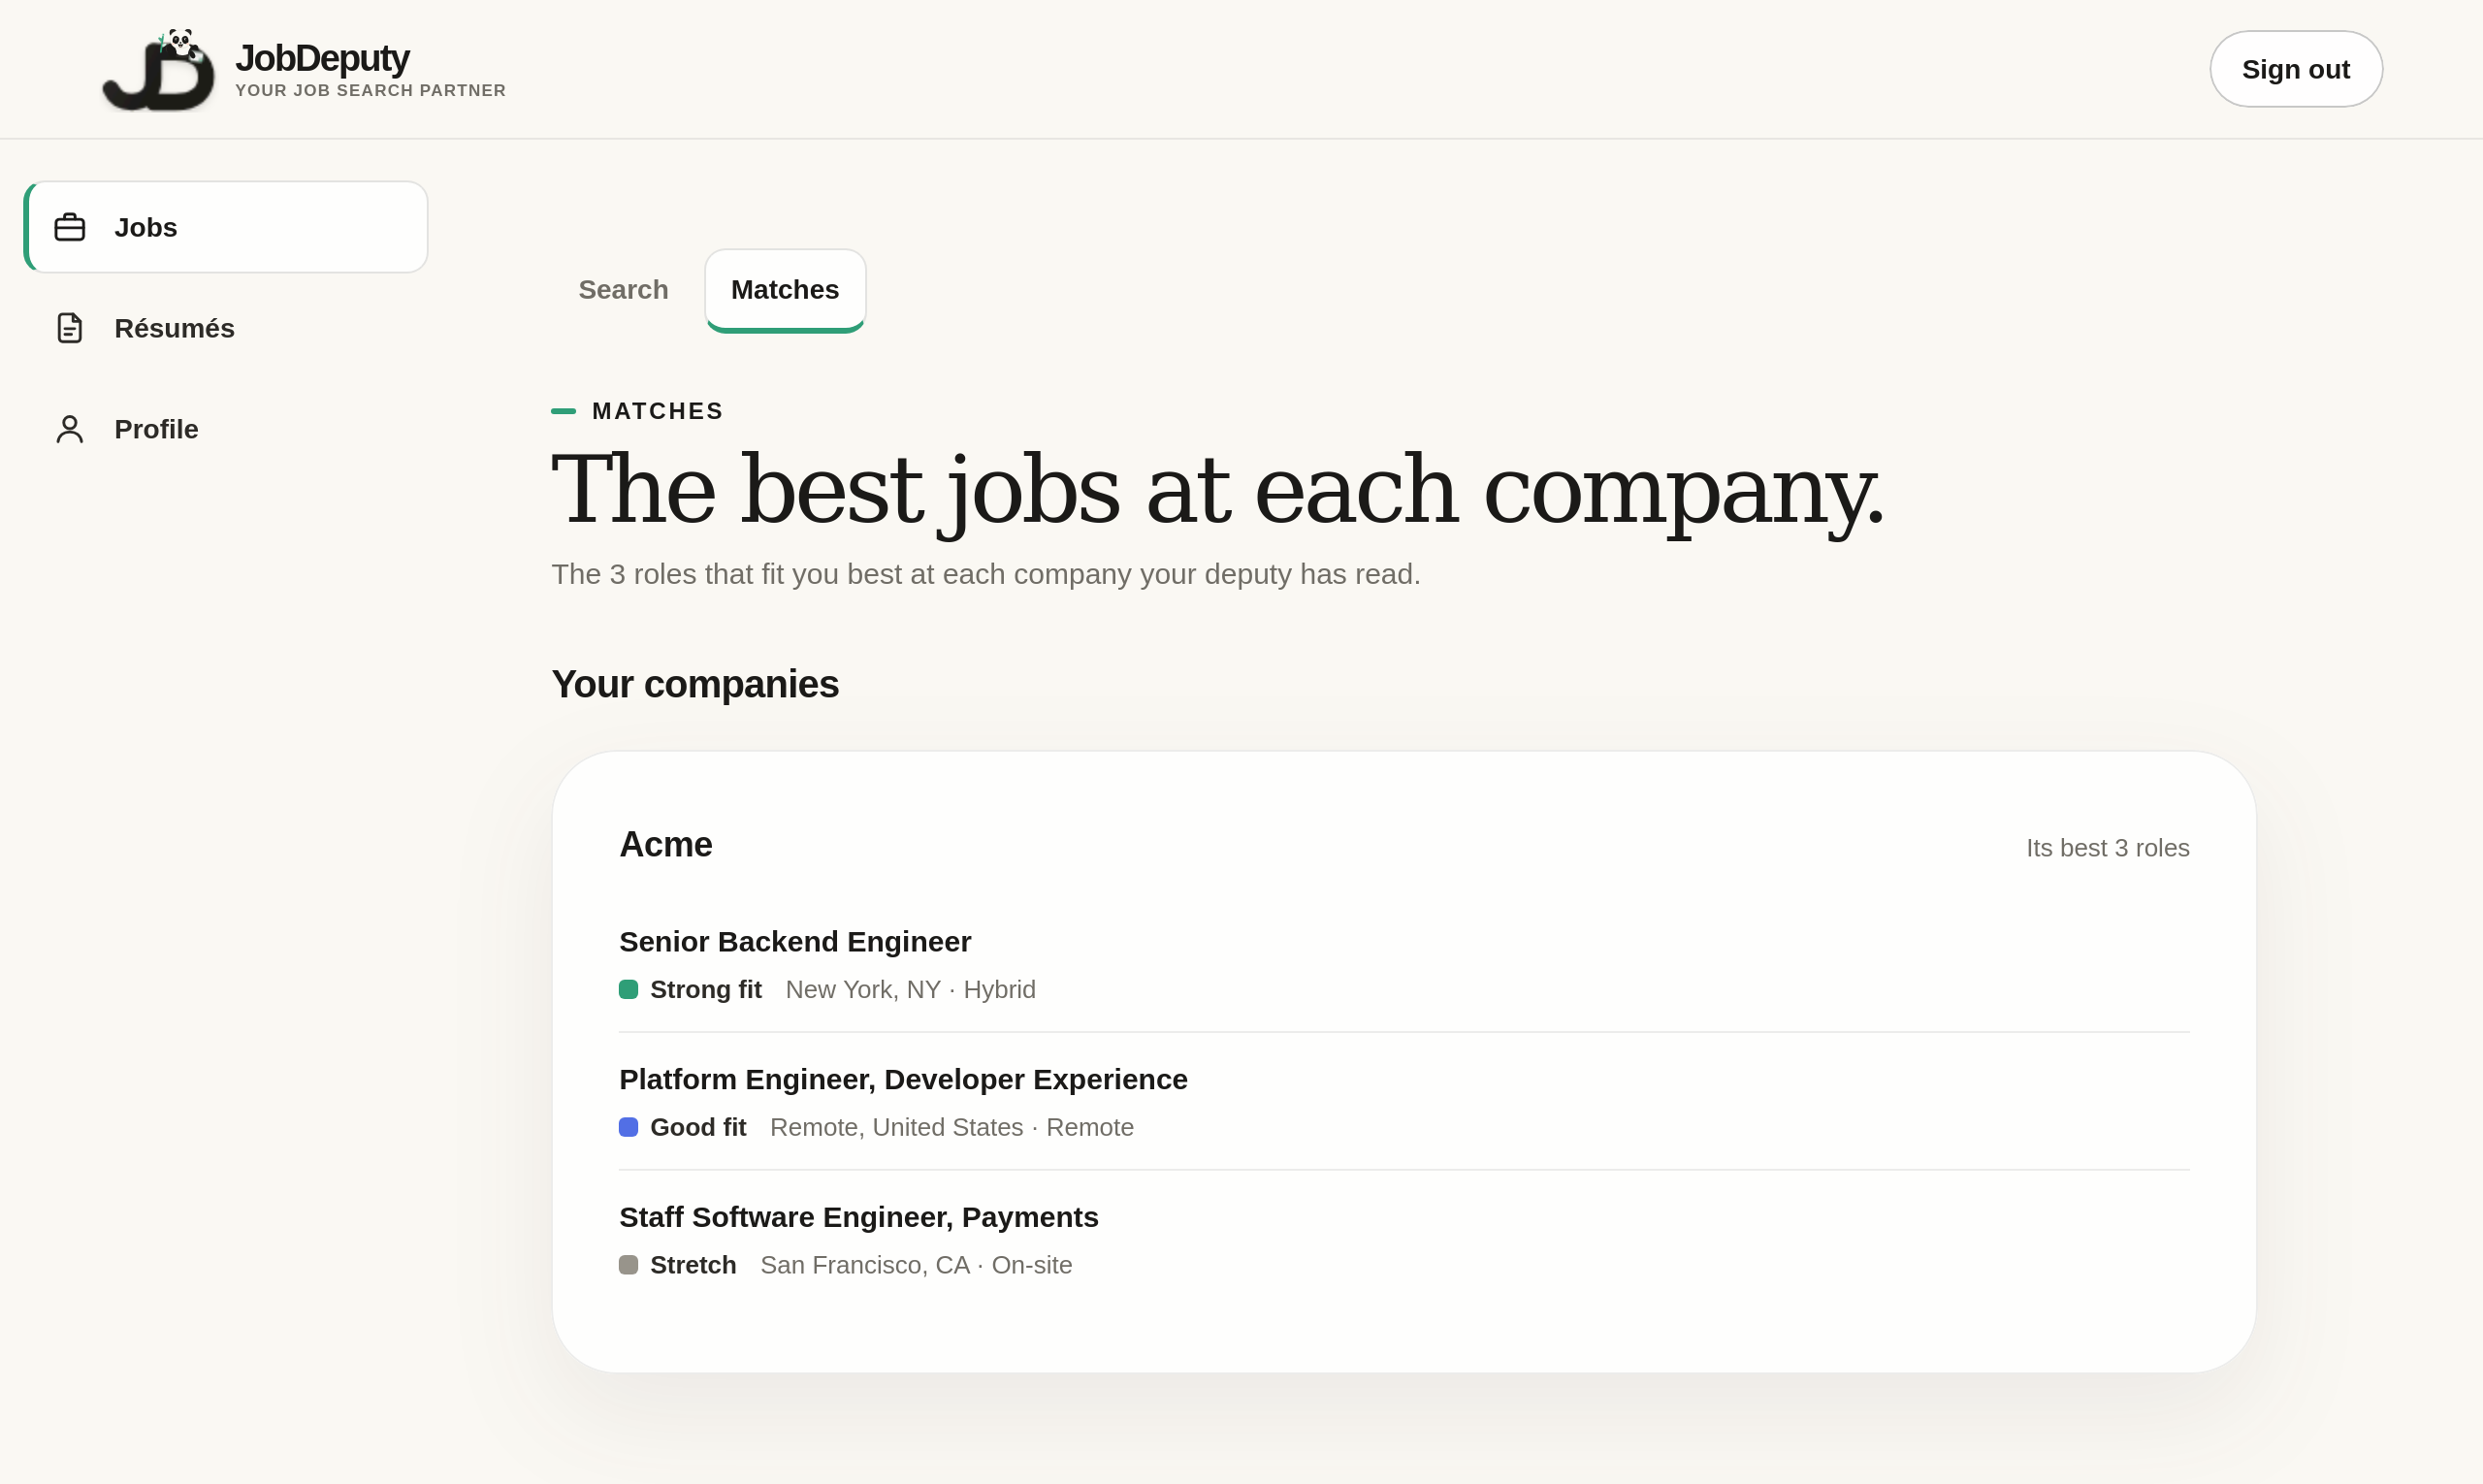 JobDeputy
YOUR JOB SEARCH PARTNER
Sign out
Jobs
Résumés
Profile
Search
Matches
MATCHES
The best jobs at each company.
The 3 roles that fit you best at each company your deputy has read.
Your companies
Acme
Its best 3 roles
Senior Backend Engineer
Strong fit New York, NY · Hybrid
Platform Engineer, Developer Experience
Good fit Remote, United States · Remote
Staff Software Engineer, Payments
Stretch San Francisco, CA · On-site